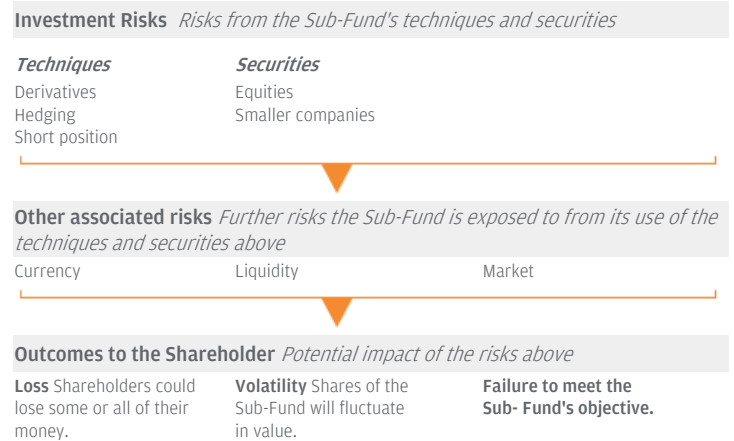 Investment Risks Risks from the Sub-Fund's techniques and securities
Techniques
Derivatives
Hedging
Short position
Securities
Equities
Smaller companies
Other associated risks Further risks the Sub-Fund is exposed to from its use of the
techniques and securities above
Currency
Liquidity
Market
Outcomes to the Shareholder Potential impact of the risks above
Loss Shareholders could
lose some or all of their
money.
Volatility Shares of the
Sub-Fund will fluctuate
in value.
Failure to meet the
Sub- Fund's objective.